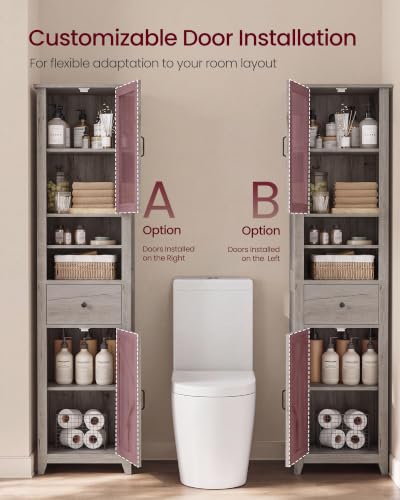 Customizable Door Installation
For flexible adaptation to your room layout
A
Option
Doors Installed
on the Right
B
Option
Doors Installed
on the Left